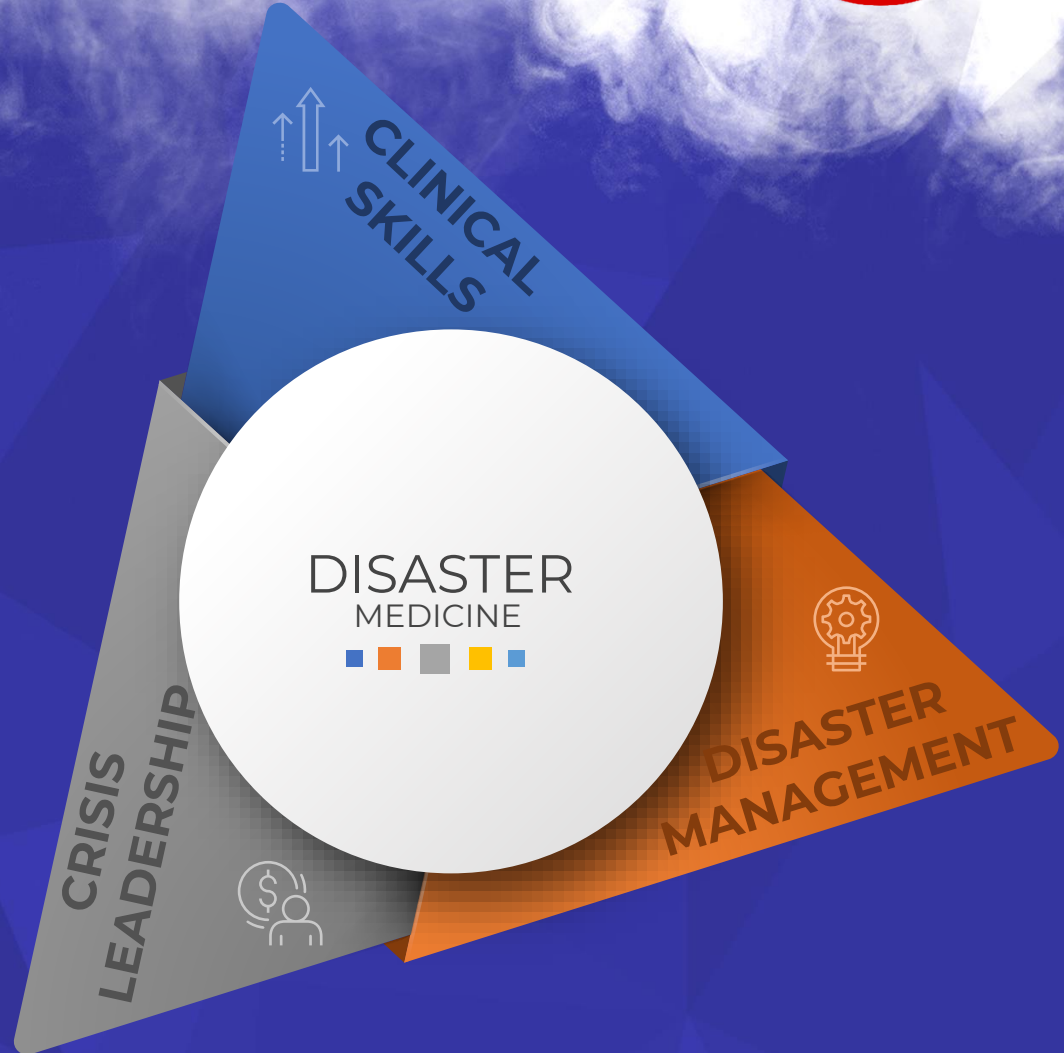 CLINICAL
SKILLS
DISASTER
MEDICINE
DISASTER
MANAGEMENT
CRISIS
LEADERSHIP
$